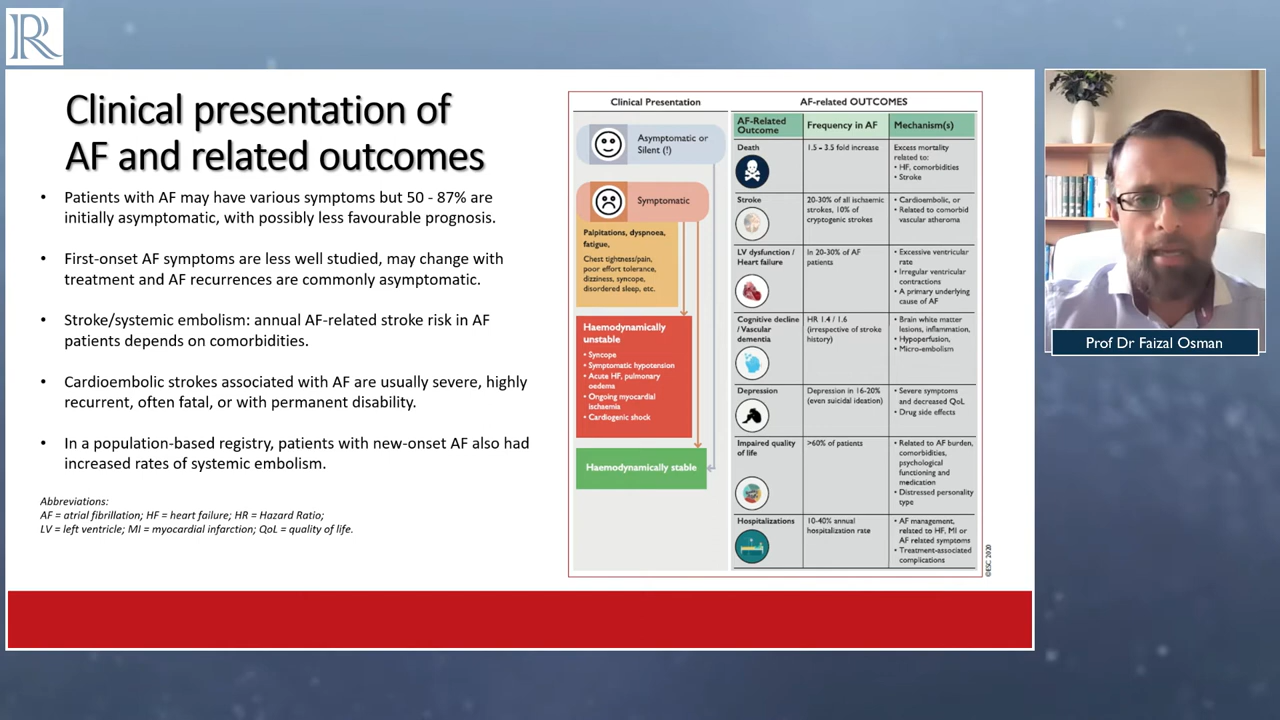 R
Clinical presentation of
AF and related outcomes
• Patients with AF may have various symptoms but 50 - 87% are
initially asymptomatic, with possibly less favourable prognosis.
• First-onset AF symptoms are less well studied, may change with
treatment and AF recurrences are commonly asymptomatic.
• Stroke/systemic embolism: annual AF-related stroke risk in AF
patients depends on comorbidities.
• Cardioembolic strokes associated with AF are usually severe, highly
recurrent, often fatal, or with permanent disability.
• In a population-based registry, patients with new-onset AF also had
increased rates of systemic embolism.
Abbreviations:
AF = atrial fibrillation; HF = heart failure; HR = Hazard Ratio;
LV = left ventricle; MI = myocardial infarction; QoL = quality of life.
Clinical Presentation
Asymptomatic or
Silent (!)
Symptomatic
Palpitations, dyspnoea,
fatigue,
Chest tightness/pain,
poor effort tolerance,
dizziness, syncope,
disordered sleep, etc.
Haemodynamically
unstable
• Syncope
• Symptomatic hypotension
• Acute HF, pulmonary
oedema
• Ongoing myocardial
ischaemia
• Cardiogenic shock
Haemodynamically stable
AF-related OUTCOMES
AF-Related
Outcome
Frequency in AF
Mechanism(s)
Death
1.5 - 3.5 fold increase
Excess mortality
related to:
• HF, comorbidities
• Stroke
Stroke
20-30% of all ischaemic
strokes, 10% of
cryptogenic strokes
• Cardioembolic, or
• Related to comorbid
vascular atheroma
LV dysfunction /
Heart failure
In 20-30% of AF
patients
• Excessive ventricular
rate
• Irregular ventricular
contractions
• A primary underlying
cause of AF
Cognitive decline
/ Vascular
dementia
HR 1.4 / 1.6
(irrespective of stroke
history)
• Brain white matter
lesions, inflammation,
• Hypoperfusion,
• Micro-embolism
Depression
Depression in 16-20%
(even suicidal ideation)
• Severe symptoms
and decreased QoL
• Drug side effects
Impaired quality
of life
>60% of patients
• Related to AF burden,
comorbidities,
psychological
functioning and
medication
• Distressed personality
type
Hospitalizations
10-40% annual
hospitalization rate
• AF management,
related to HF, MI or
AF related symptoms
• Treatment-associated
complications
©ESC 2020
Prof Dr Faizal Osman